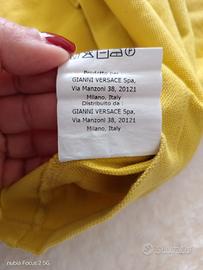 Prodotto per
GIANNI VERSACE Spa,
Via Manzoni 38, 20121
Milano, Italy
Distribuito da :
GIANNI VERSACE Spa,
Via Manzoni 38, 20121
Milano, Italy
nubia Focus 2 5G